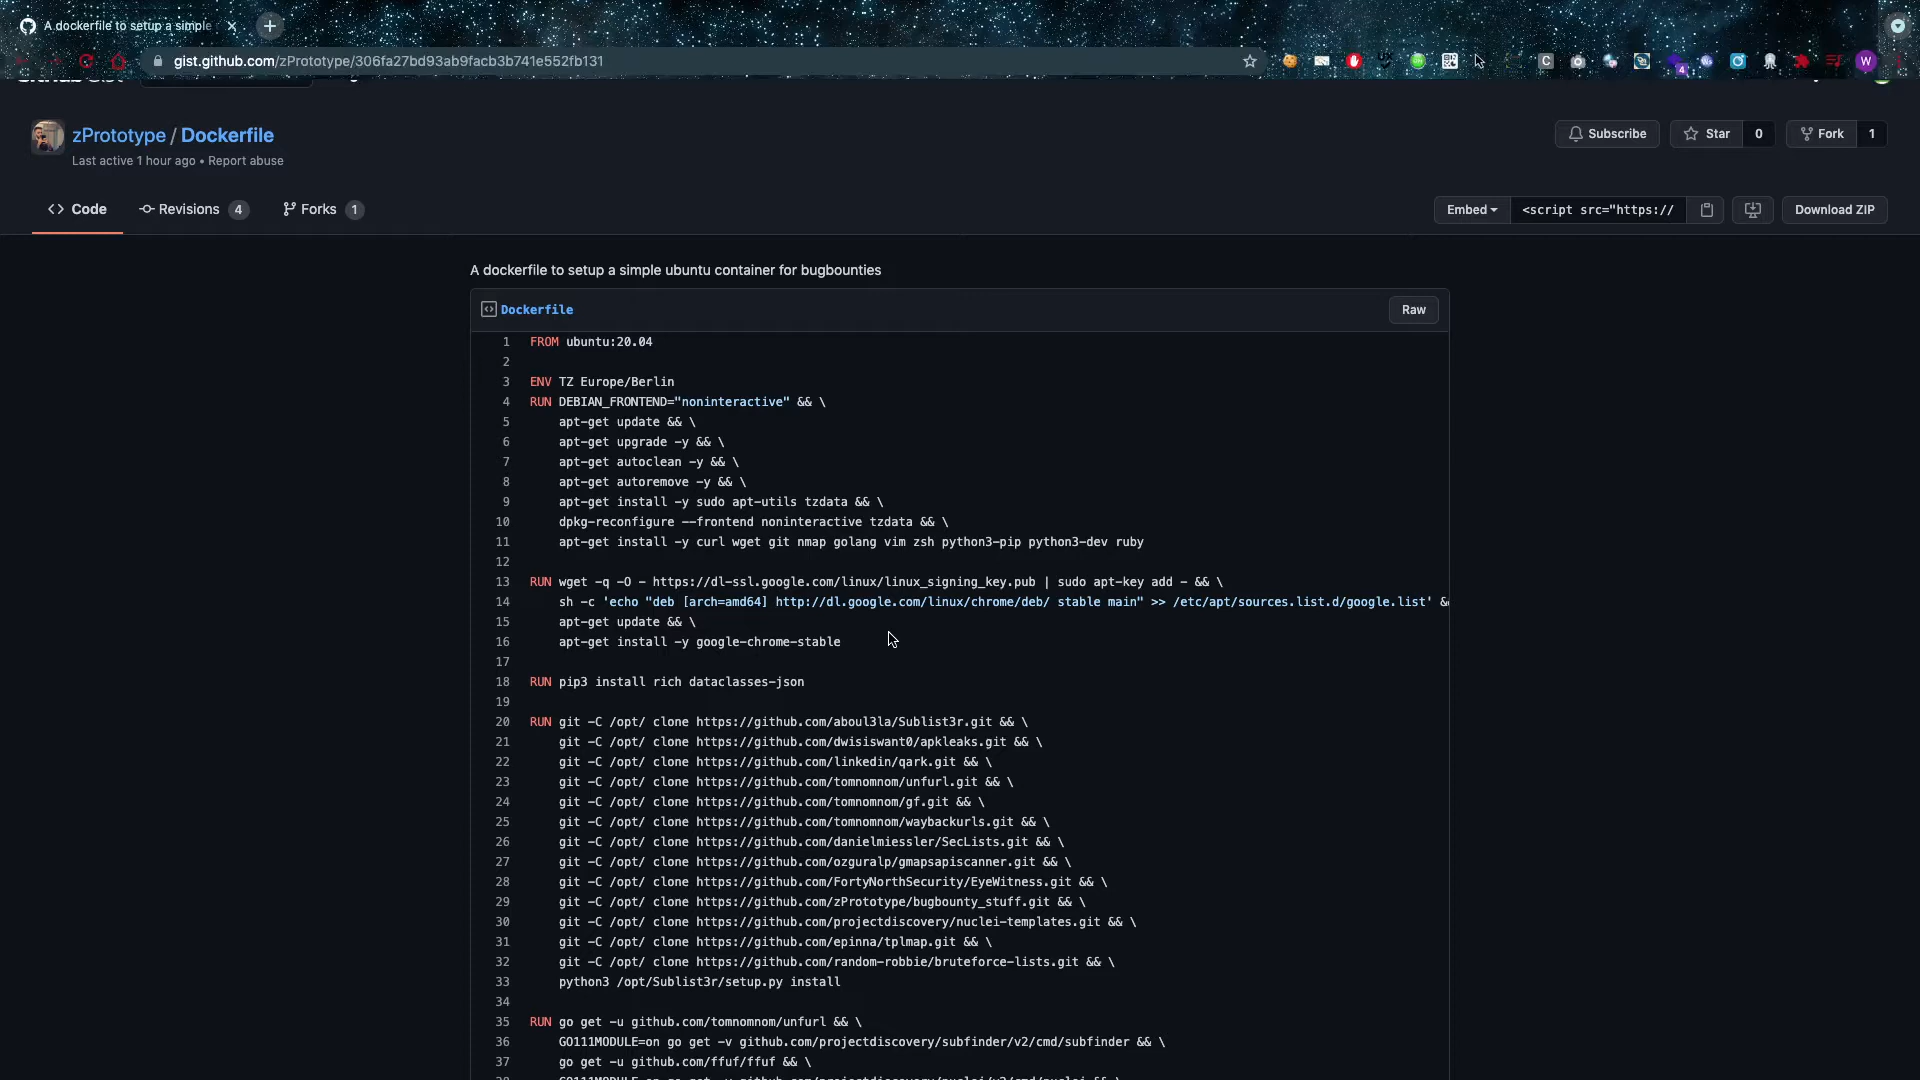 A dockerfile to setup a simple
gist.github.com/zPrototype/306fa27bd93ab9facb3b741e552fb131
zPrototype / Dockerfile
Subscribe
Star 0
Fork 1
Last active 1 hour ago • Report abuse
<> Code
Revisions 4
Forks 1
Embed
<script src="https://
Download ZIP
A dockerfile to setup a simple ubuntu container for bugbounties
Dockerfile
Raw
1 FROM ubuntu:20.04
2
3 ENV TZ Europe/Berlin
4 RUN DEBIAN_FRONTEND="noninteractive" && \
5 apt-get update && \
6 apt-get upgrade -y && \
7 apt-get autoclean -y && \
8 apt-get autoremove -y && \
9 apt-get install -y sudo apt-utils tzdata && \
10 dpkg-reconfigure --frontend noninteractive tzdata && \
11 apt-get install -y curl wget git nmap golang vim zsh python3-pip python3-dev ruby
12
13 RUN wget -q -O - https://dl-ssl.google.com/linux/linux_signing_key.pub | sudo apt-key add - && \
14 sh -c 'echo "deb [arch=amd64] http://dl.google.com/linux/chrome/deb/ stable main" >> /etc/apt/sources.list.d/google.list' &
15 apt-get update && \
16 apt-get install -y google-chrome-stable
17
18 RUN pip3 install rich dataclasses-json
19
20 RUN git -C /opt/ clone https://github.com/aboul3la/Sublist3r.git && \
21 git -C /opt/ clone https://github.com/dwisiswant0/apkleaks.git && \
22 git -C /opt/ clone https://github.com/linkedin/qark.git && \
23 git -C /opt/ clone https://github.com/tomnomnom/unfurl.git && \
24 git -C /opt/ clone https://github.com/tomnomnom/gf.git && \
25 git -C /opt/ clone https://github.com/tomnomnom/waybackurls.git && \
26 git -C /opt/ clone https://github.com/danielmiessler/SecLists.git && \
27 git -C /opt/ clone https://github.com/ozguralp/gmapsapiscanner.git && \
28 git -C /opt/ clone https://github.com/FortyNorthSecurity/EyeWitness.git && \
29 git -C /opt/ clone https://github.com/zPrototype/bugbounty_stuff.git && \
30 git -C /opt/ clone https://github.com/projectdiscovery/nuclei-templates.git && \
31 git -C /opt/ clone https://github.com/epinna/tplmap.git && \
32 git -C /opt/ clone https://github.com/random-robbie/bruteforce-lists.git && \
33 python3 /opt/Sublist3r/setup.py install
34
35 RUN go get -u github.com/tomnomnom/unfurl && \
36 GO111MODULE=on go get -v github.com/projectdiscovery/subfinder/v2/cmd/subfinder && \
37 go get -u github.com/ffuf/ffuf && \